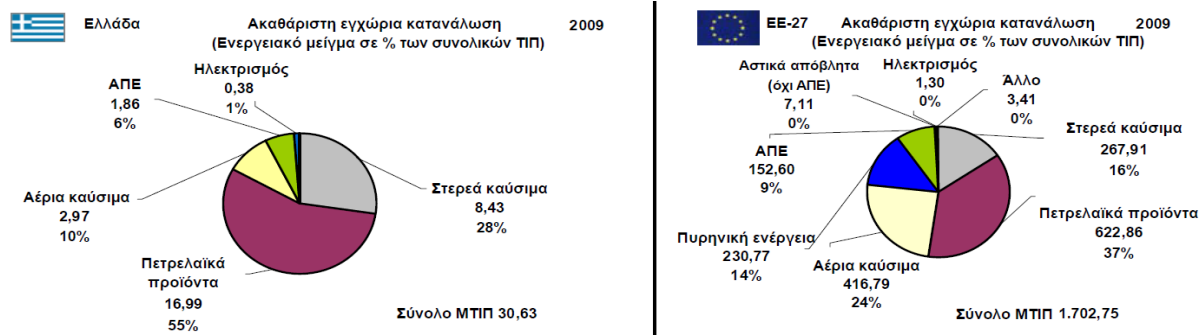 Ελλάδα
Ακαθάριστη εγχώρια κατανάλωση 2009
(Ενεργειακό μείγμα σε % των συνολικών ΤΙΠ)
Ηλεκτρισμός
0,38
1%
ΑΠΕ
1,86
6%
Αέρια καύσιμα
2,97
10%
Στερεά καύσιμα
8,43
28%
Πετρελαϊκά
προϊόντα
16,99
55%
Σύνολο ΜΤΙΠ 30,63
ΕΕ-27
Ακαθάριστη εγχώρια κατανάλωση 2009
(Ενεργειακό μείγμα σε % των συνολικών ΤΙΠ)
Αστικά απόβλητα
(όχι ΑΠΕ)
7,11
0%
Ηλεκτρισμός
1,30
0%
Άλλο
3,41
0%
Στερεά καύσιμα
267,91
16%
ΑΠΕ
152,60
9%
Πετρελαϊκά προϊόντα
622,86
37%
Πυρηνική ενέργεια
230,77
14%
Αέρια καύσιμα
416,79
24%
Σύνολο ΜΤΙΠ 1.702,75